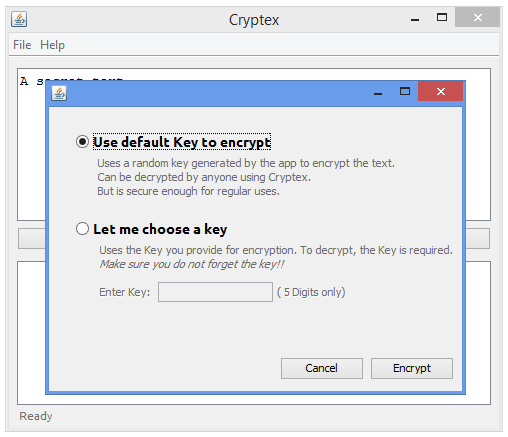 Cryptex
File Help
A secret text
Use default Key to encrypt
Uses a random key generated by the app to encrypt the text.
Can be decrypted by anyone using Cryptex.
But is secure enough for regular uses.
Let me choose a key
Uses the Key you provide for encryption. To decrypt, the Key is required.
Make sure you do not forget the key!!
Enter Key: ( 5 Digits only)
Cancel Encrypt
Ready